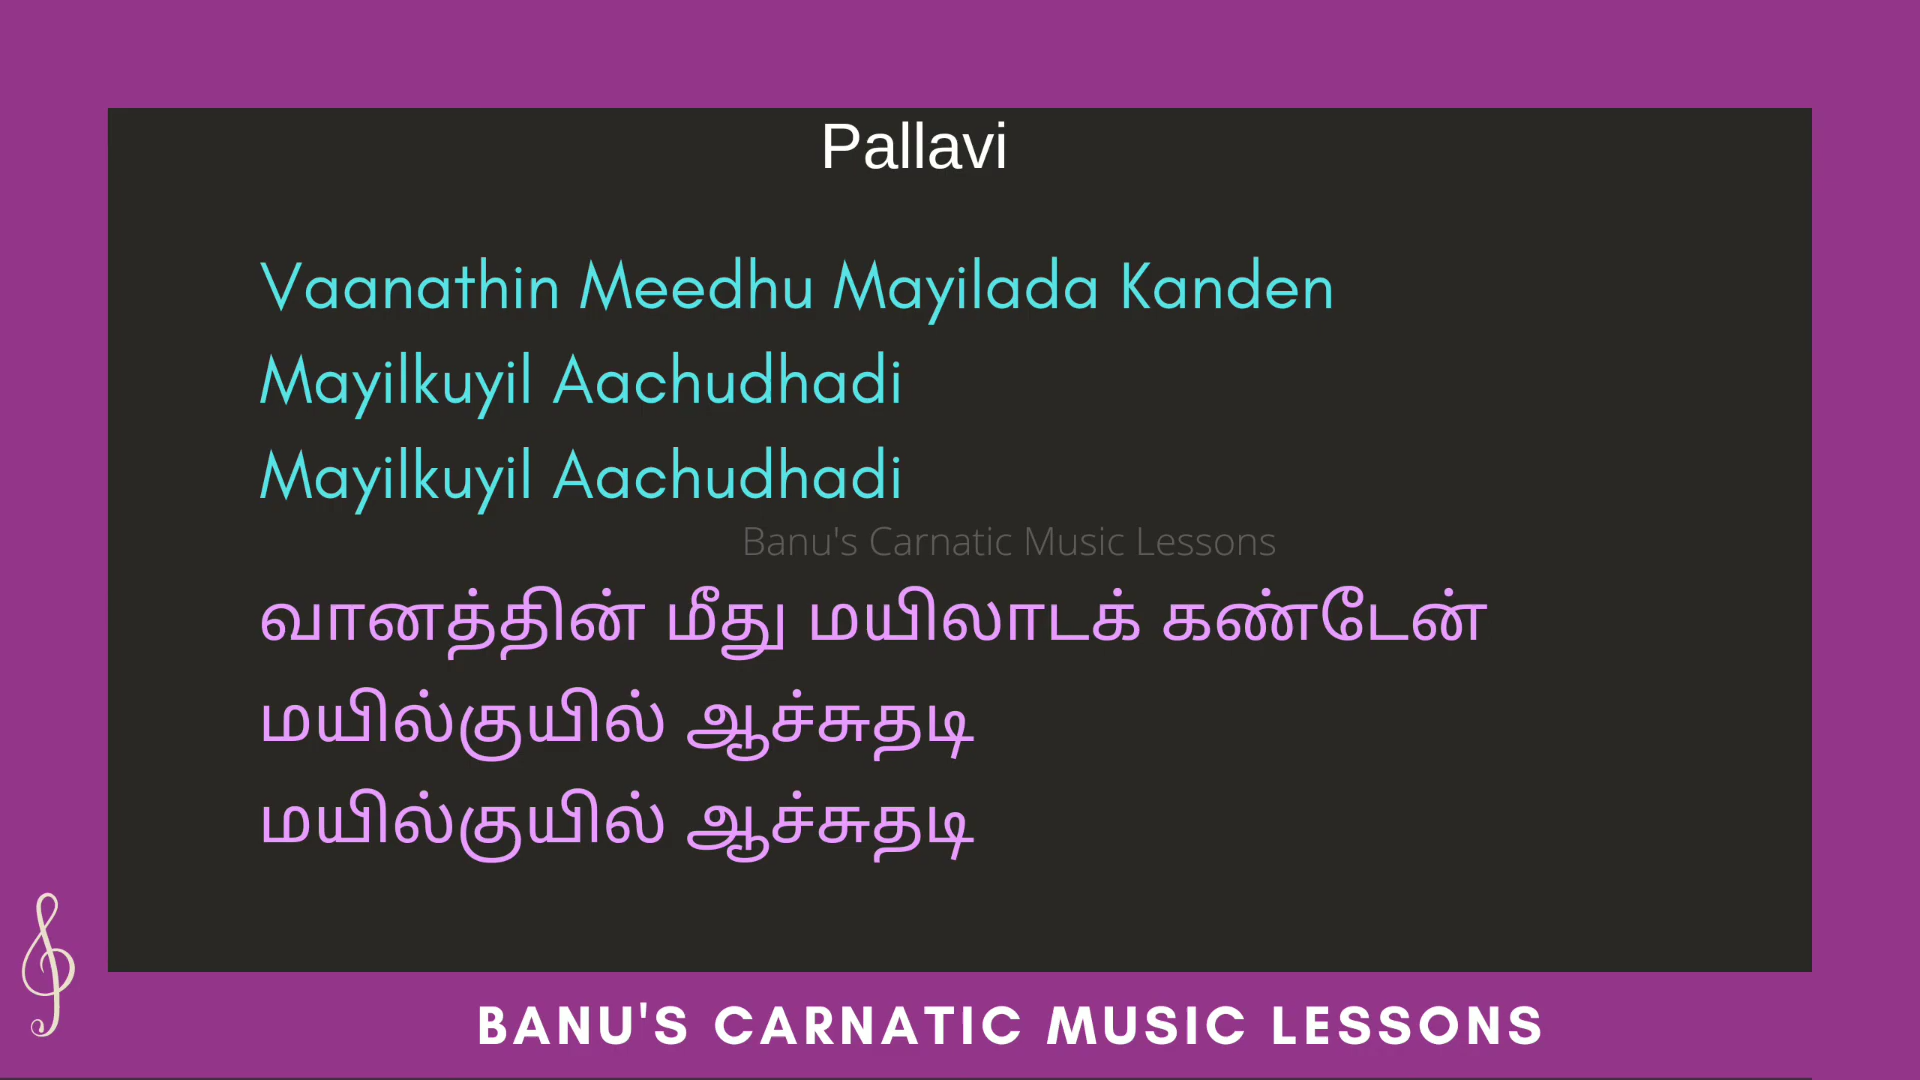 Pallavi
Vaanathin Meedhu Mayilada Kanden
Mayilkuyil Aachudhadi
Mayilkuyil Aachudhadi
Banu's Carnatic Music Lessons
வானத்தின் மீது மயிலாடக் கண்டேன்
மயில்குயில் ஆச்சுதடி
மயில்குயில் ஆச்சுதடி
BANU'S CARNATIC MUSIC LESSONS